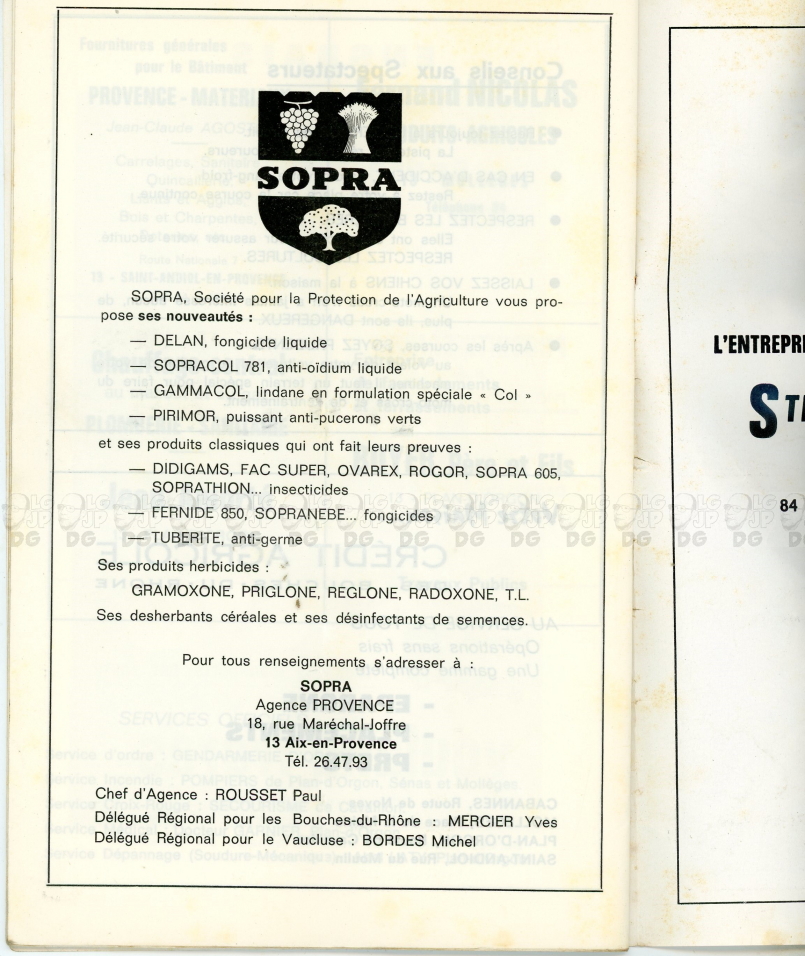 SOPRA
SOPRA, Société pour la Protection de l'Agriculture vous pro-
pose ses nouveautés :
— DELAN, fongicide liquide
— SOPRACOL 781, anti-oïdium liquide
— GAMMACOL, lindane en formulation spéciale « Col »
— PIRIMOR, puissant anti-pucerons verts
et ses produits classiques qui ont fait leurs preuves :
— DIDIGAMS, FAC SUPER, OVAREX, ROGOR, SOPRA 605,
SOPRATHION... insecticides
— FERNIDE 850, SOPRANEBE... fongicides
— TUBERITE, anti-germe
Ses produits herbicides :
GRAMOXONE, PRIGLONE, REGLONE, RADOXONE, T.L.
Ses desherbants céréales et ses désinfectants de semences.
Pour tous renseignements s'adresser à :
SOPRA
Agence PROVENCE
18, rue Maréchal-Joffre
13 Aix-en-Provence
Tél. 26.47.93
Chef d'Agence : ROUSSET Paul
Délégué Régional pour les Bouches-du-Rhône : MERCIER Yves
Délégué Régional pour le Vaucluse : BORDES Michel
L'ENTREPRI
84